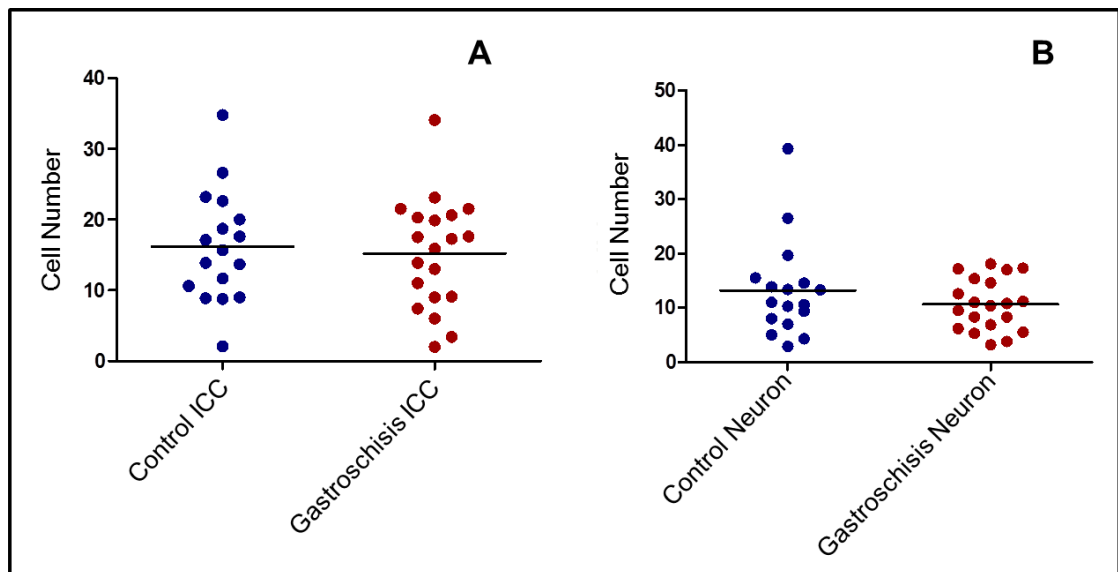 A
Cell Number
40
30
20
10
0
Control ICC
Gastroschisis ICC
B
Cell Number
50
40
30
20
10
0
Control Neuron
Gastroschisis Neuron